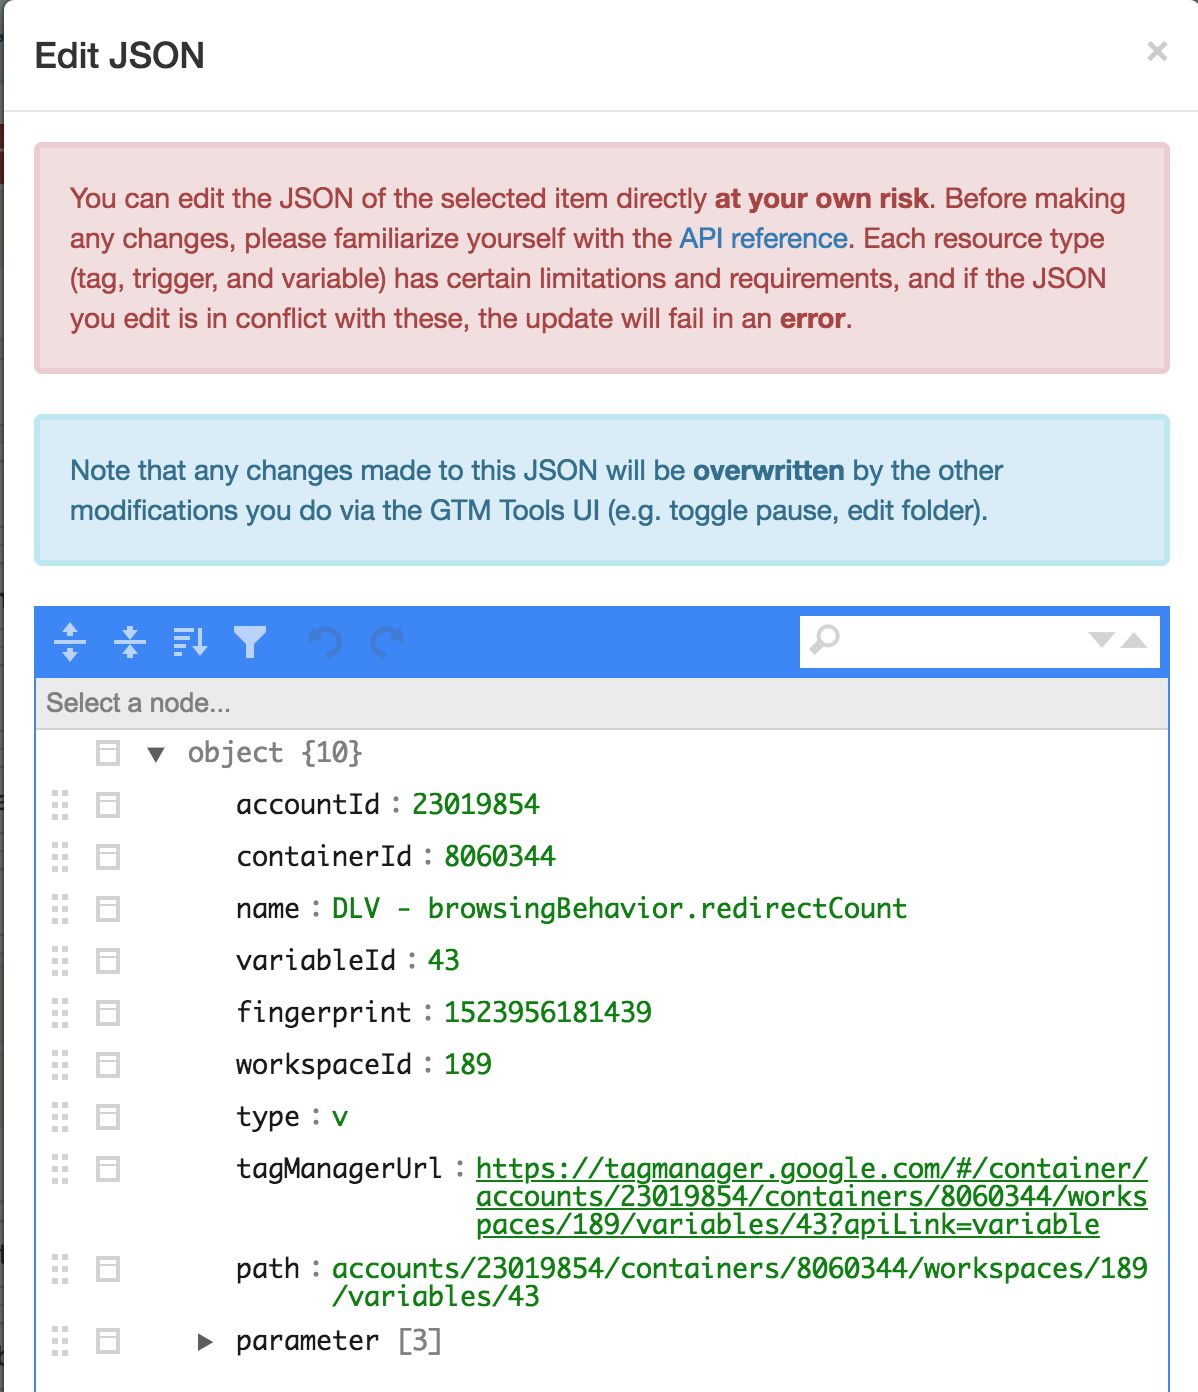 Edit JSON
×
You can edit the JSON of the selected item directly at your own risk. Before making
any changes, please familiarize yourself with the API reference. Each resource type
(tag, trigger, and variable) has certain limitations and requirements, and if the JSON
you edit is in conflict with these, the update will fail in an error.
Note that any changes made to this JSON will be overwritten by the other
modifications you do via the GTM Tools UI (e.g. toggle pause, edit folder).
Select a node...
object {10}
accountId : 23019854
containerId : 8060344
name : DLV - browsingBehavior.redirectCount
variableId : 43
fingerprint : 1523956181439
workspaceId : 189
type : v
tagManagerUrl : https://tagmanager.google.com/#/container/
accounts/23019854/containers/8060344/works
paces/189/variables/43?apiLink=variable
path : accounts/23019854/containers/8060344/workspaces/189
/variables/43
parameter [3]